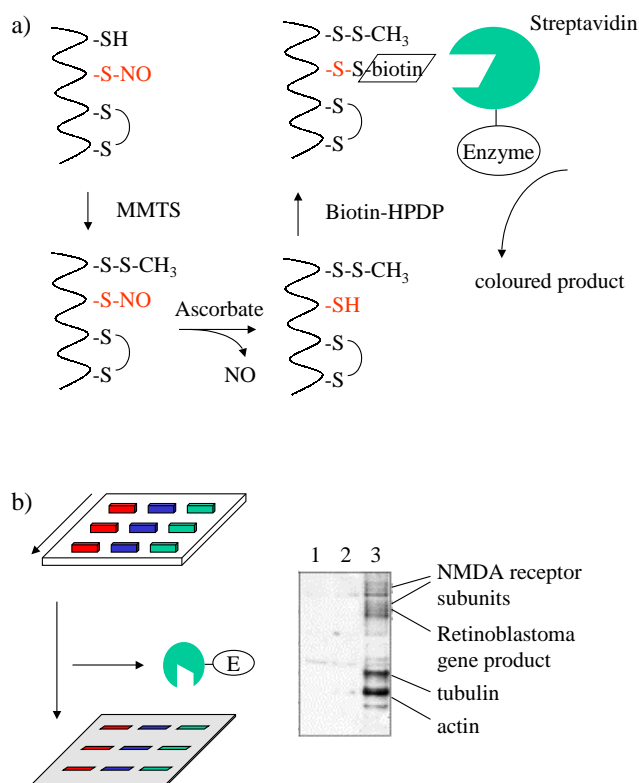 a)
-SH
-S-NO
-S
-S
MMTS
-S-S-CH3
-S-NO
-S
-S
Ascorbate
NO
-S-S-CH3
-SH
-S
-S
Biotin-HPDP
-S-S-CH3
-S-S-biotin
-S
-S
Streptavidin
Enzyme
coloured product
b)
E
1 2 3
NMDA receptor
subunits
Retinoblastoma
gene product
tubulin
actin